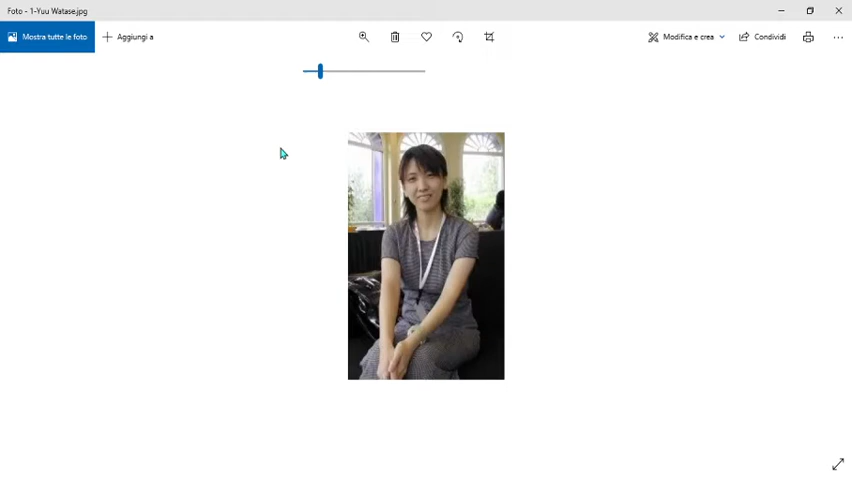 Foto - 1-Yuu Watase.jpg
Mostra tutte le foto
Aggiungi a
Modifica e crea
Condividi